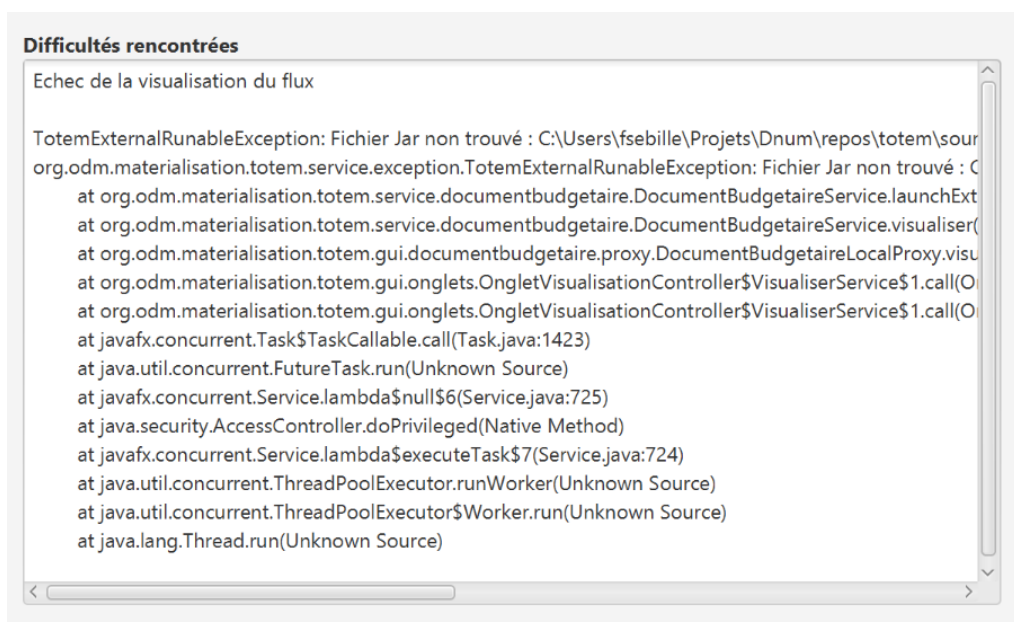 Difficultés rencontrées
Echec de la visualisation du flux
TotemExternalRunableException: Fichier Jar non trouvé : C:\Users\fsebille\Projets\Dnum\repos\totem\sour
org.odm.materialisation.totem.service.exception.TotemExternalRunableException: Fichier Jar non trouvé : C
at org.odm.materialisation.totem.service.documentbudgetaire.DocumentBudgetaireService.launchExt
at org.odm.materialisation.totem.service.documentbudgetaire.DocumentBudgetaireService.visualiser(
at org.odm.materialisation.totem.gui.documentbudgetaire.proxy.DocumentBudgetaireLocalProxy.visu
at org.odm.materialisation.totem.gui.onglets.OngletVisualisationController$VisualiserService$1.call(On
at org.odm.materialisation.totem.gui.onglets.OngletVisualisationController$VisualiserService$1.call(On
at javafx.concurrent.Task$TaskCallable.call(Task.java:1423)
at java.util.concurrent.FutureTask.run(Unknown Source)
at javafx.concurrent.Service.lambda$null$6(Service.java:725)
at java.security.AccessController.doPrivileged(Native Method)
at javafx.concurrent.Service.lambda$executeTask$7(Service.java:724)
at java.util.concurrent.ThreadPoolExecutor.runWorker(Unknown Source)
at java.util.concurrent.ThreadPoolExecutor$Worker.run(Unknown Source)
at java.lang.Thread.run(Unknown Source)